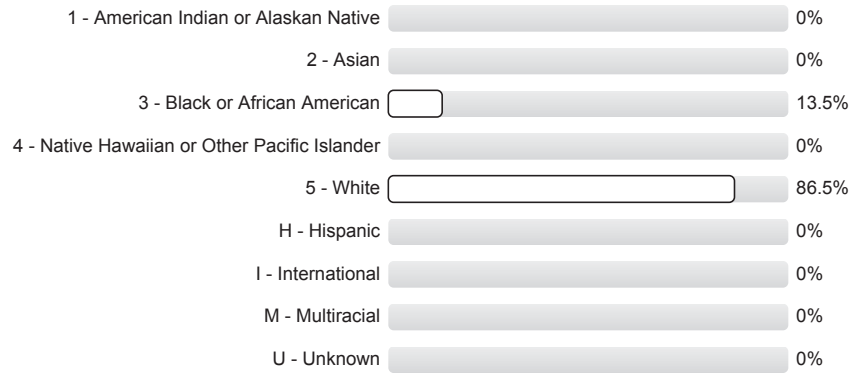 1 - American Indian or Alaskan Native 0%
2 - Asian 0%
3 - Black or African American 13.5%
4 - Native Hawaiian or Other Pacific Islander 0%
5 - White 86.5%
H - Hispanic 0%
I - International 0%
M - Multiracial 0%
U - Unknown 0%